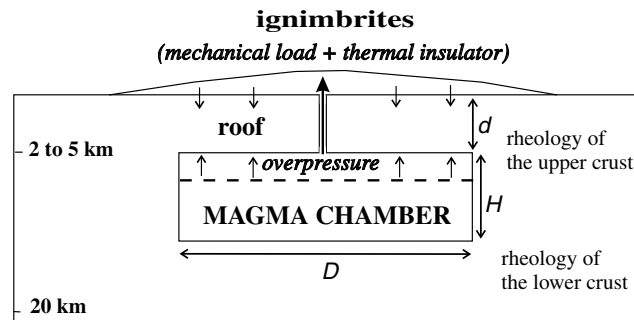 ignimbrites
(mechanical load + thermal insulator)
roof
d
2 to 5 km
rheology of
the upper crust
overpressure
MAGMA CHAMBER
H
D
rheology of
the lower crust
20 km